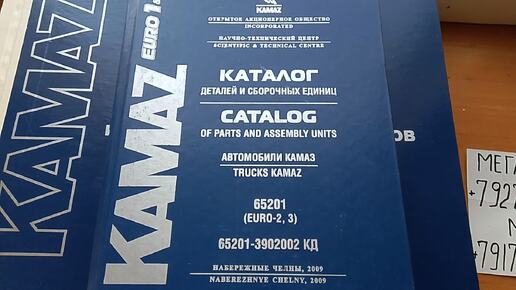 KAMAZ
KAMAZ
EURO 1
KAMAZ
ОТКРЫТОЕ АКЦИОНЕРНОЕ ОБЩЕСТВО
INCORPORATED
НАУЧНО-ТЕХНИЧЕСКИЙ ЦЕНТР
SCIENTIFIC & TECHNICAL CENTRE
КАТАЛОГ
ДЕТАЛЕЙ И СБОРОЧНЫХ ЕДИНИЦ
CATALOG
OF PARTS AND ASSEMBLY UNITS
АВТОМОБИЛИ КАМАЗ
TRUCKS KAMAZ
65201
(EURO-2, 3)
65201-3902002 КД
НАБЕРЕЖНЫЕ ЧЕЛНЫ, 2009
NABEREZHNYE CHELNY, 2009
ОВ
МЕГА
+7927
М
+7917